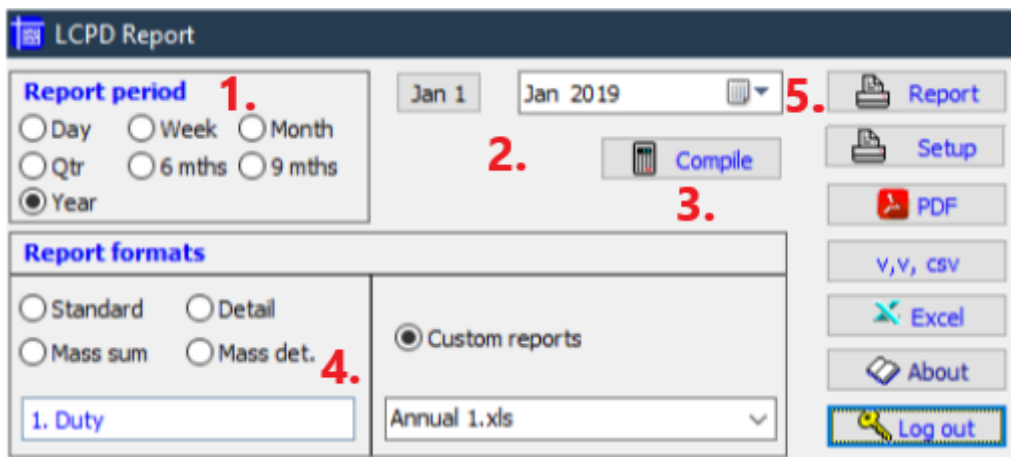 LCPD Report
Report period 1.
Day Week Month
Qtr 6 mths 9 mths
Year
Jan 1
Jan 2019
2.
Compile
3.
5.
Report
Setup
PDF
v,v, csv
Excel
About
Log out
Report formats
Standard Detail
Mass sum Mass det. 4.
1. Duty
Custom reports
Annual 1.xls